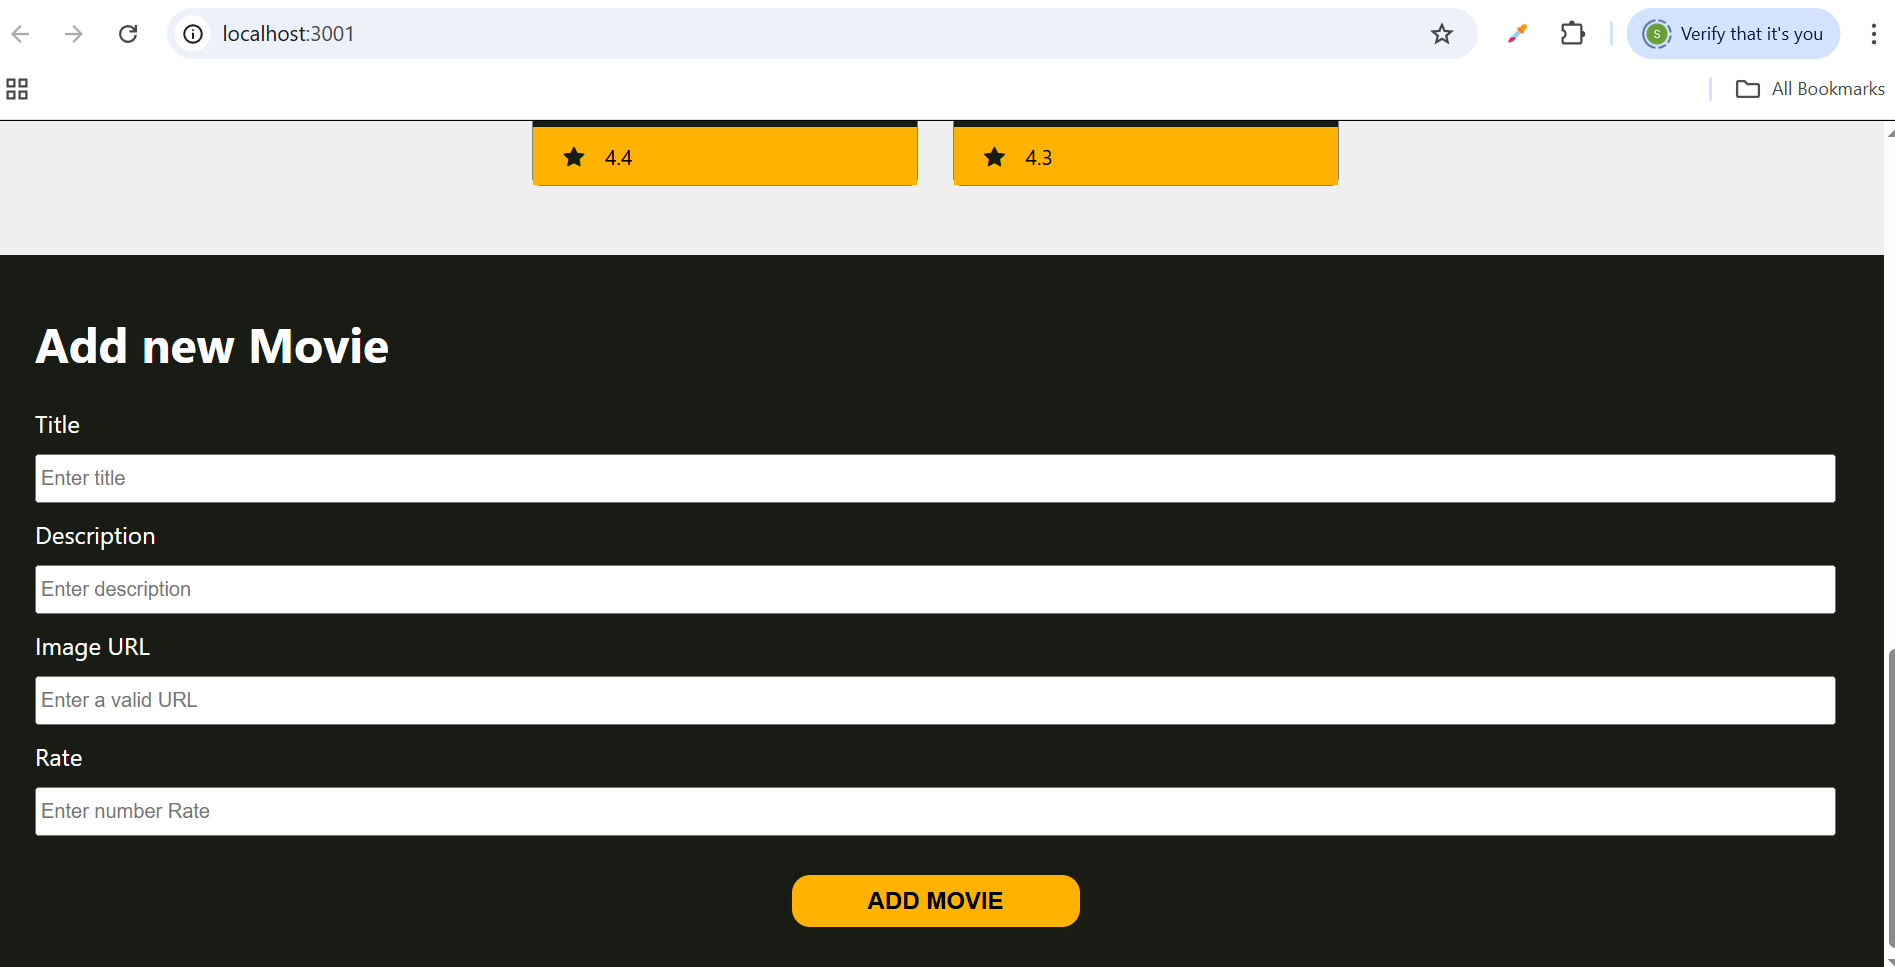 localhost:3001
S
Verify that it's you
All Bookmarks
4.4
4.3
Add new Movie
Title
Enter title
Description
Enter description
Image URL
Enter a valid URL
Rate
Enter number Rate
ADD MOVIE